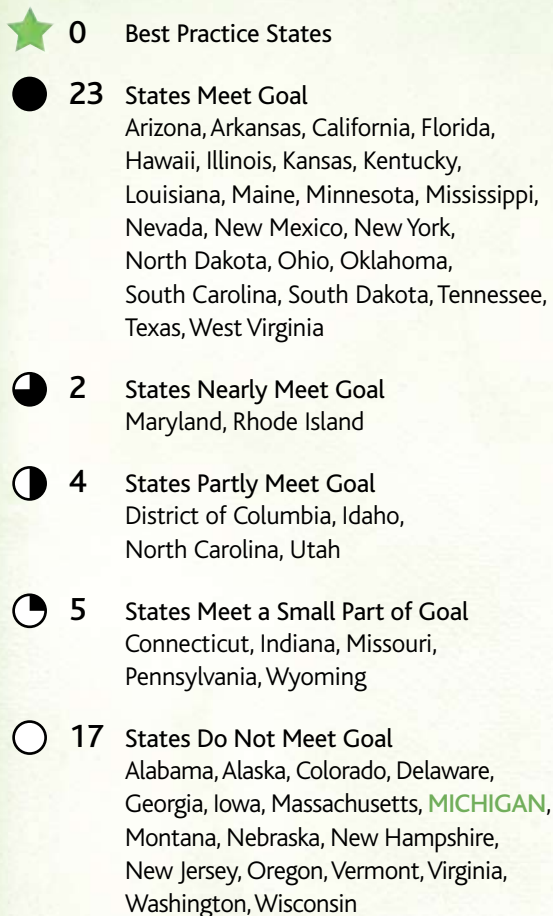 0 Best Practice States
23 States Meet Goal
Arizona, Arkansas, California, Florida,
Hawaii, Illinois, Kansas, Kentucky,
Louisiana, Maine, Minnesota, Mississippi,
Nevada, New Mexico, New York,
North Dakota, Ohio, Oklahoma,
South Carolina, South Dakota, Tennessee,
Texas, West Virginia
2 States Nearly Meet Goal
Maryland, Rhode Island
4 States Partly Meet Goal
District of Columbia, Idaho,
North Carolina, Utah
5 States Meet a Small Part of Goal
Connecticut, Indiana, Missouri,
Pennsylvania, Wyoming
17 States Do Not Meet Goal
Alabama, Alaska, Colorado, Delaware,
Georgia, Iowa, Massachusetts, MICHIGAN,
Montana, Nebraska, New Hampshire,
New Jersey, Oregon, Vermont, Virginia,
Washington, Wisconsin